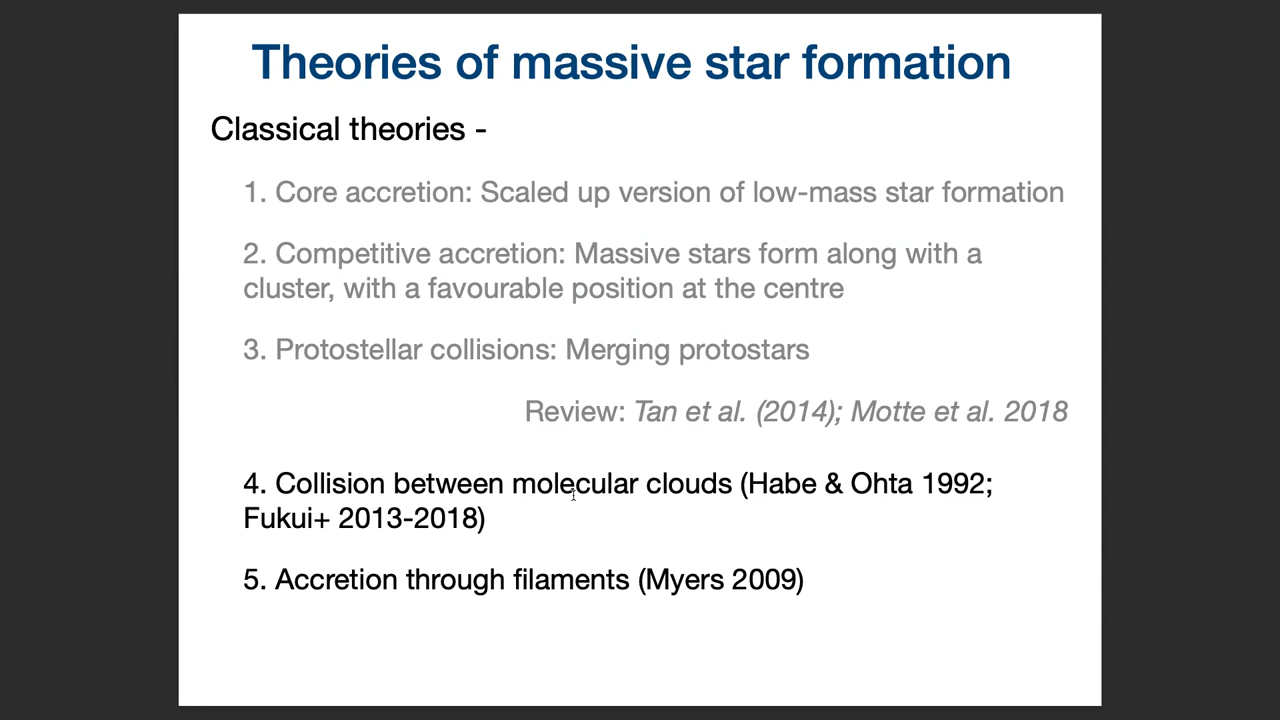 Theories of massive star formation
Classical theories -
1. Core accretion: Scaled up version of low-mass star formation
2. Competitive accretion: Massive stars form along with a
cluster, with a favourable position at the centre
3. Protostellar collisions: Merging protostars
Review: Tan et al. (2014); Motte et al. 2018
4. Collision between molecular clouds (Habe & Ohta 1992;
Fukui+ 2013-2018)
5. Accretion through filaments (Myers 2009)